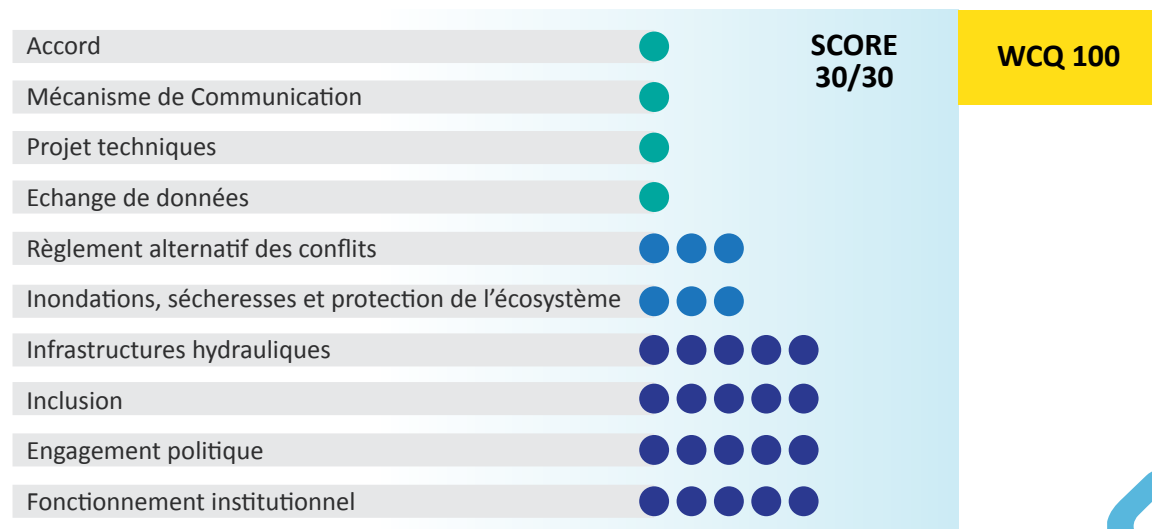 Accord
Mécanisme de Communication
Projet techniques
Echange de données
Règlement alternatif des conflits
Inondations, sécheresses et protection de l’écosystème
Infrastructures hydrauliques
Inclusion
Engagement politique
Fonctionnement institutionnel
SCORE
30/30
WCQ 100